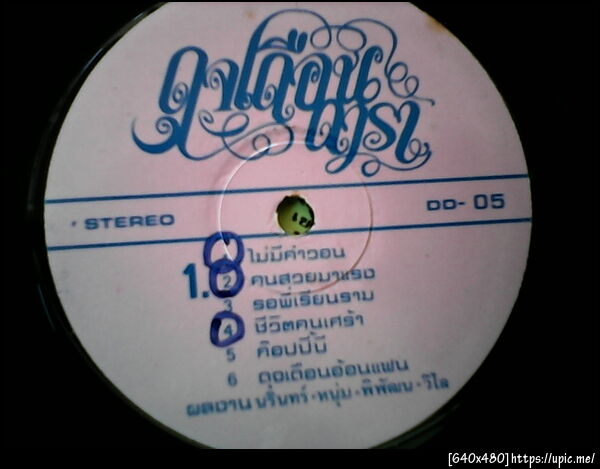 ดุจเดือน
ดารา
STEREO
DD- 05
1.
1 ไม่มีคำวอน
2 คนสวยมาแรง
3 รอพี่เรียนราม
4 ชีวิตคนเศร้า
5 ค๊อปปี้บี้
6 ดุจเดือนอ้อนแฟน
ผลงาน นรินทร์·หนุ่ม·พิพัฒน·วิไล
[640x480]https://upic.me/